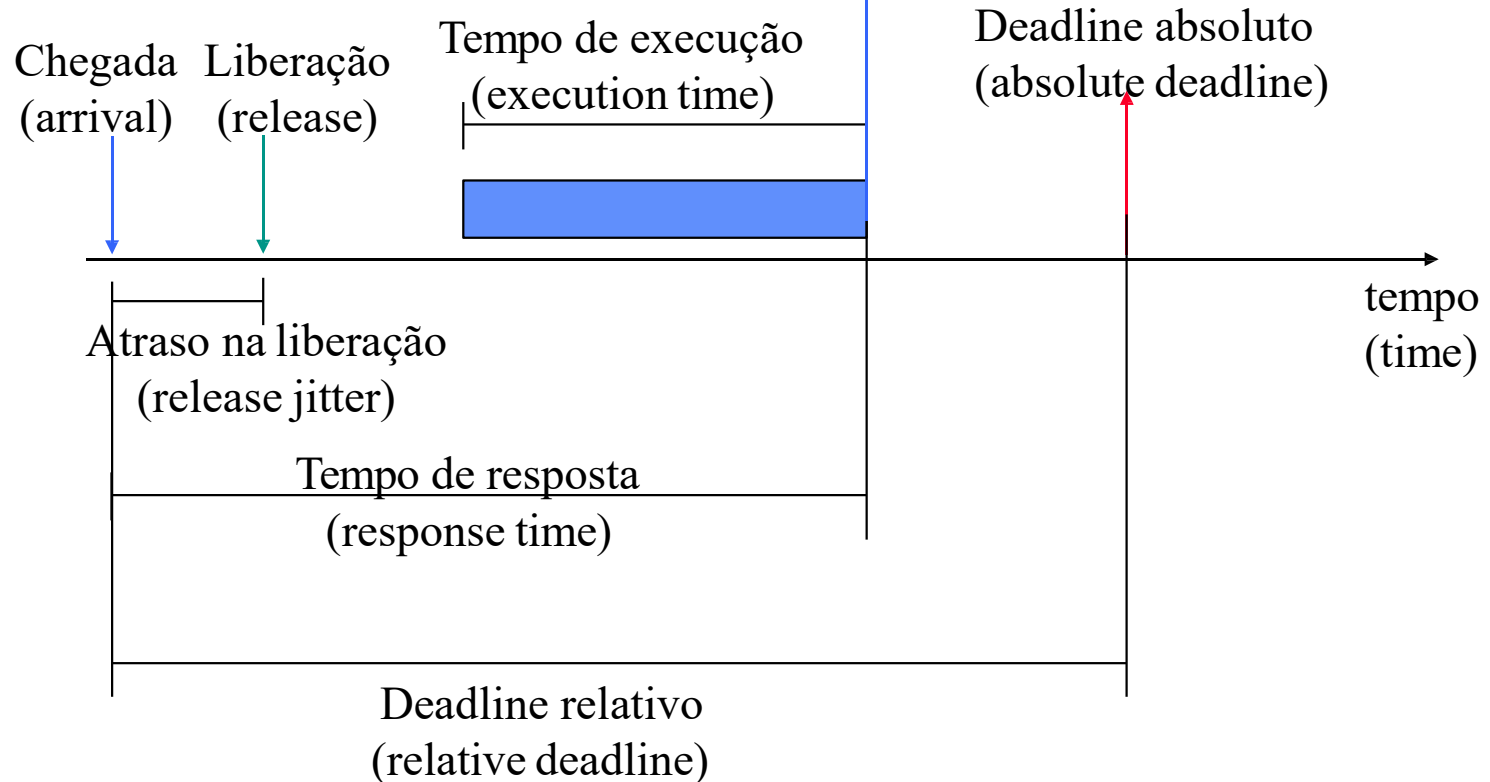 Chegada
(arrival)
Liberação
(release)
Tempo de execução
(execution time)
Deadline absoluto
(absolute deadline)
tempo
(time)
Atraso na liberação
(release jitter)
Tempo de resposta
(response time)
Deadline relativo
(relative deadline)